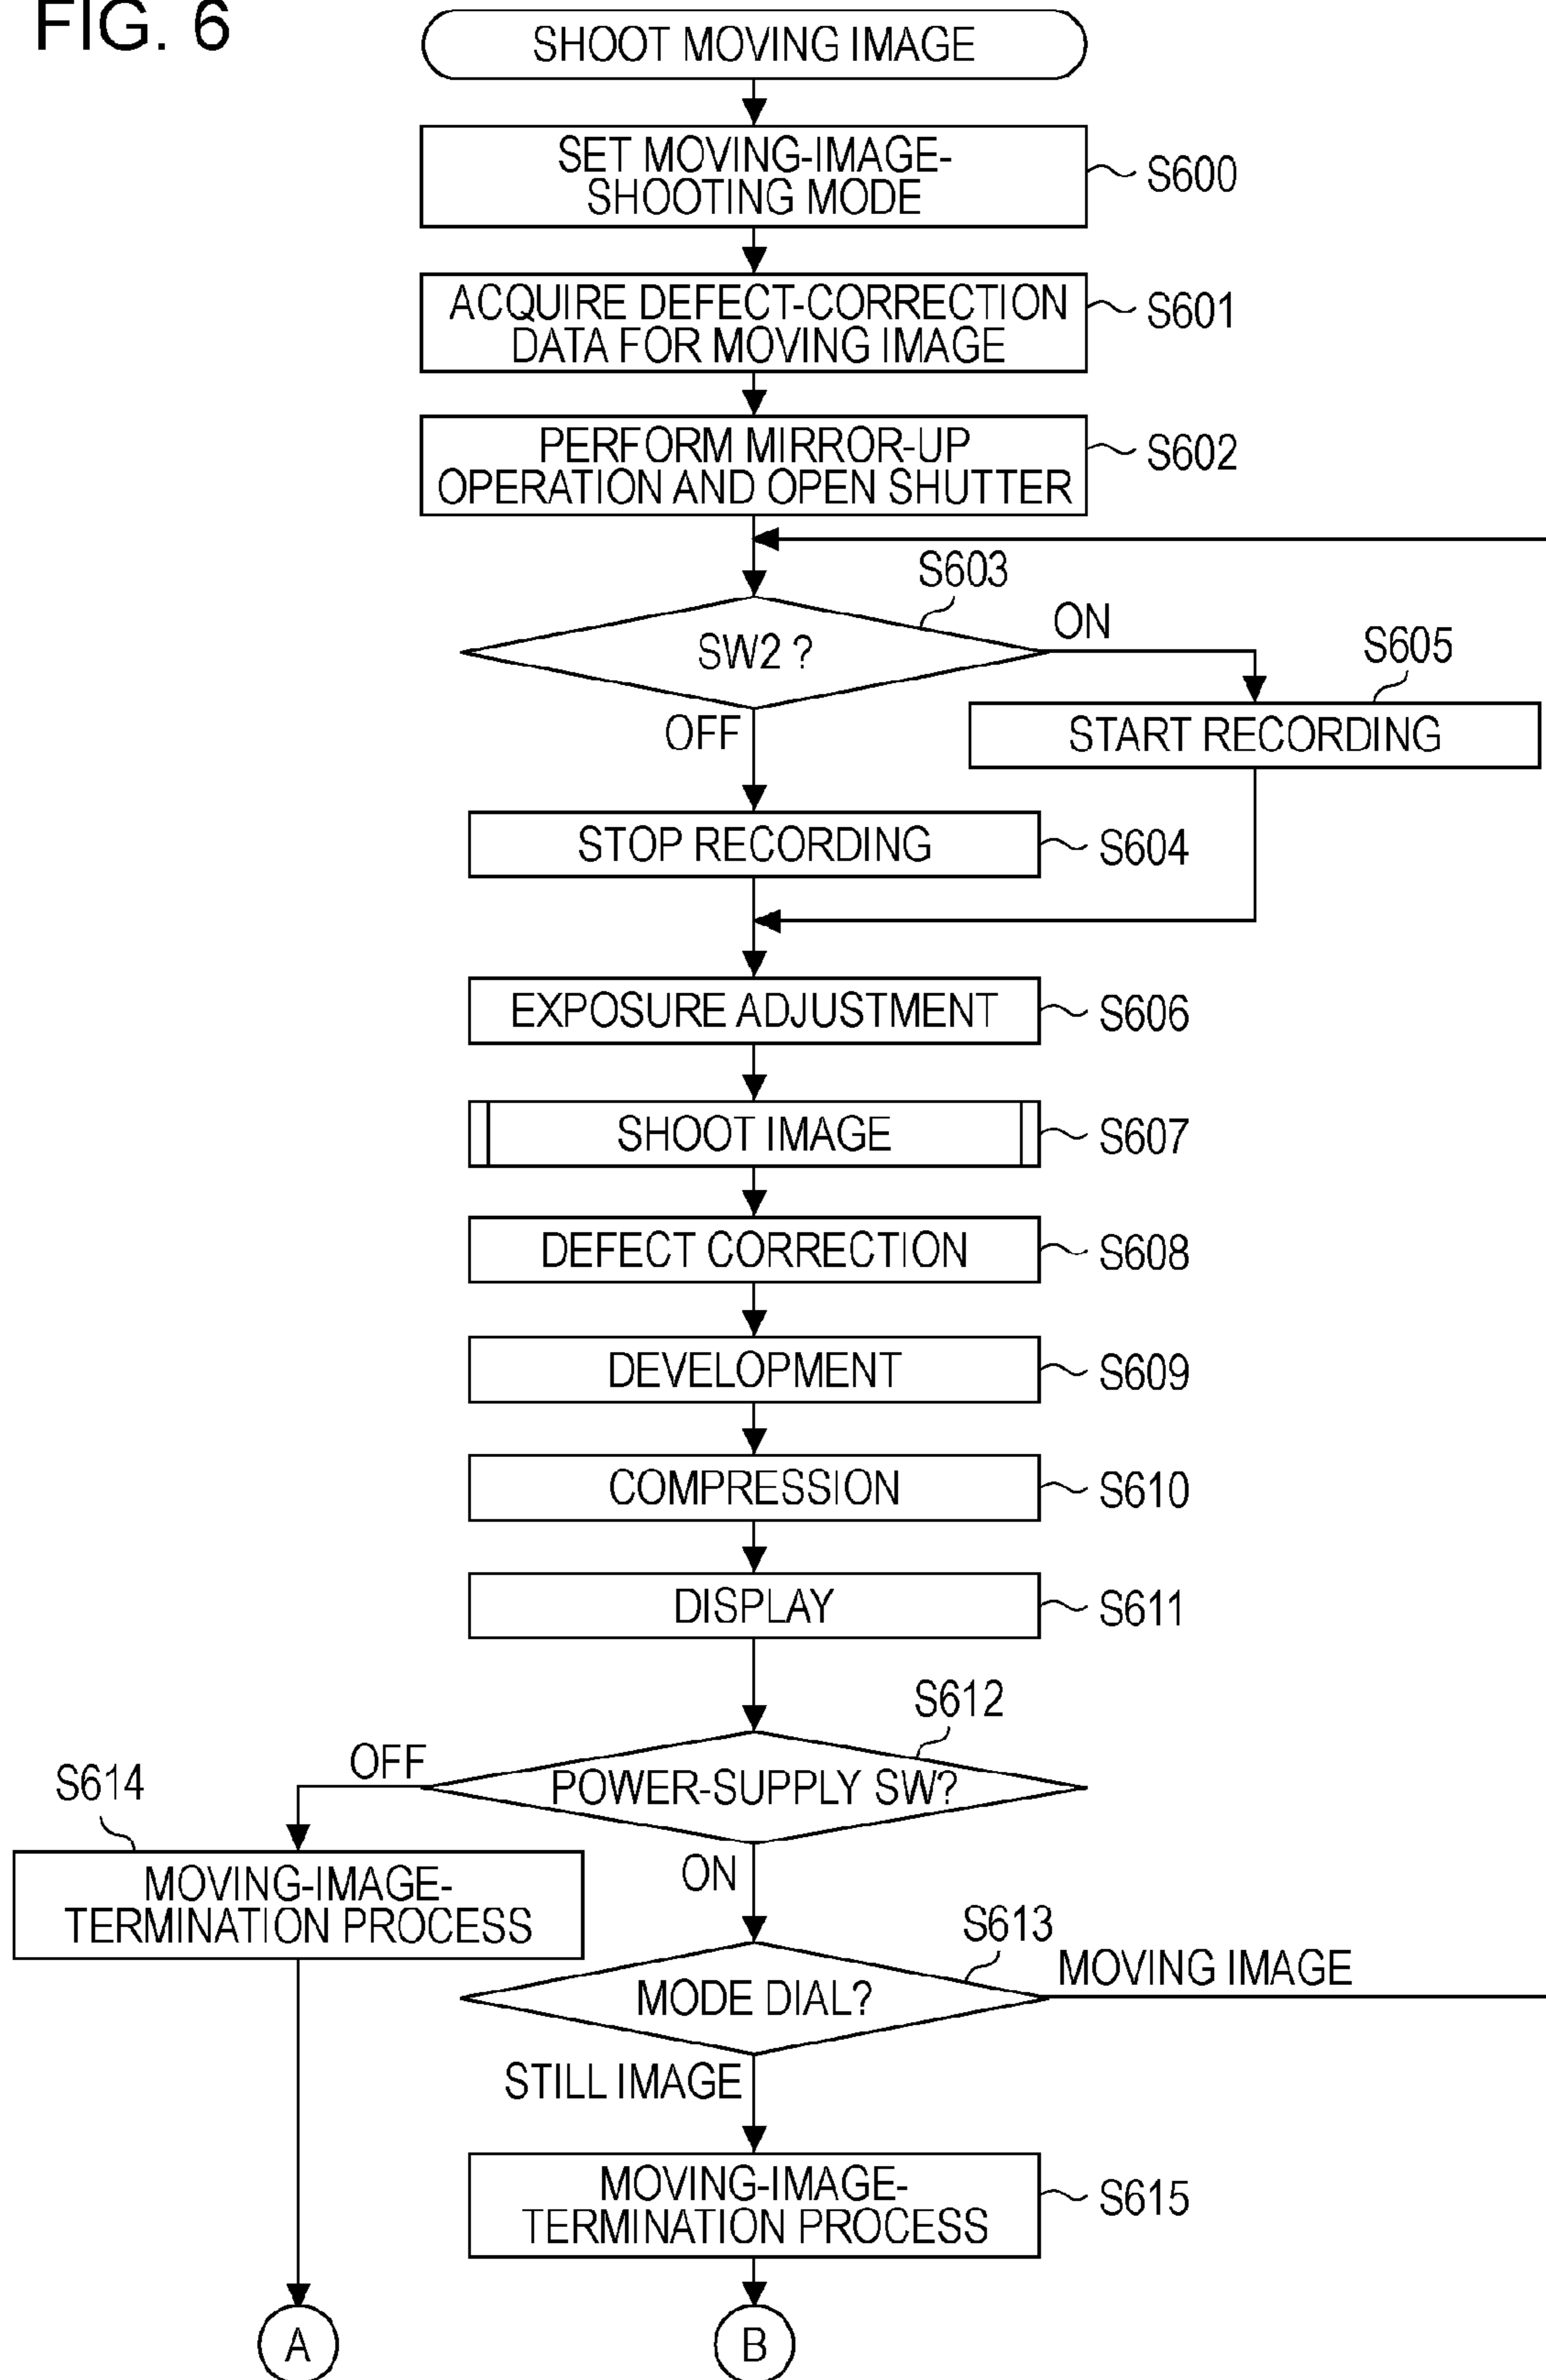 FIG. 6
SHOOT MOVING IMAGE
SET MOVING-IMAGE-
SHOOTING MODE
S600
ACQUIRE DEFECT-CORRECTION
DATA FOR MOVING IMAGE
S601
PERFORM MIRROR-UP
OPERATION AND OPEN SHUTTER
S602
S603
SW2 ?
ON
S605
START RECORDING
OFF
STOP RECORDING
S604
EXPOSURE ADJUSTMENT
S606
SHOOT IMAGE
S607
DEFECT CORRECTION
S608
DEVELOPMENT
S609
COMPRESSION
S610
DISPLAY
S611
S612
POWER-SUPPLY SW?
OFF
S614
MOVING-IMAGE-
TERMINATION PROCESS
ON
S613
MODE DIAL?
MOVING IMAGE
STILL IMAGE
MOVING-IMAGE-
TERMINATION PROCESS
S615
A
B